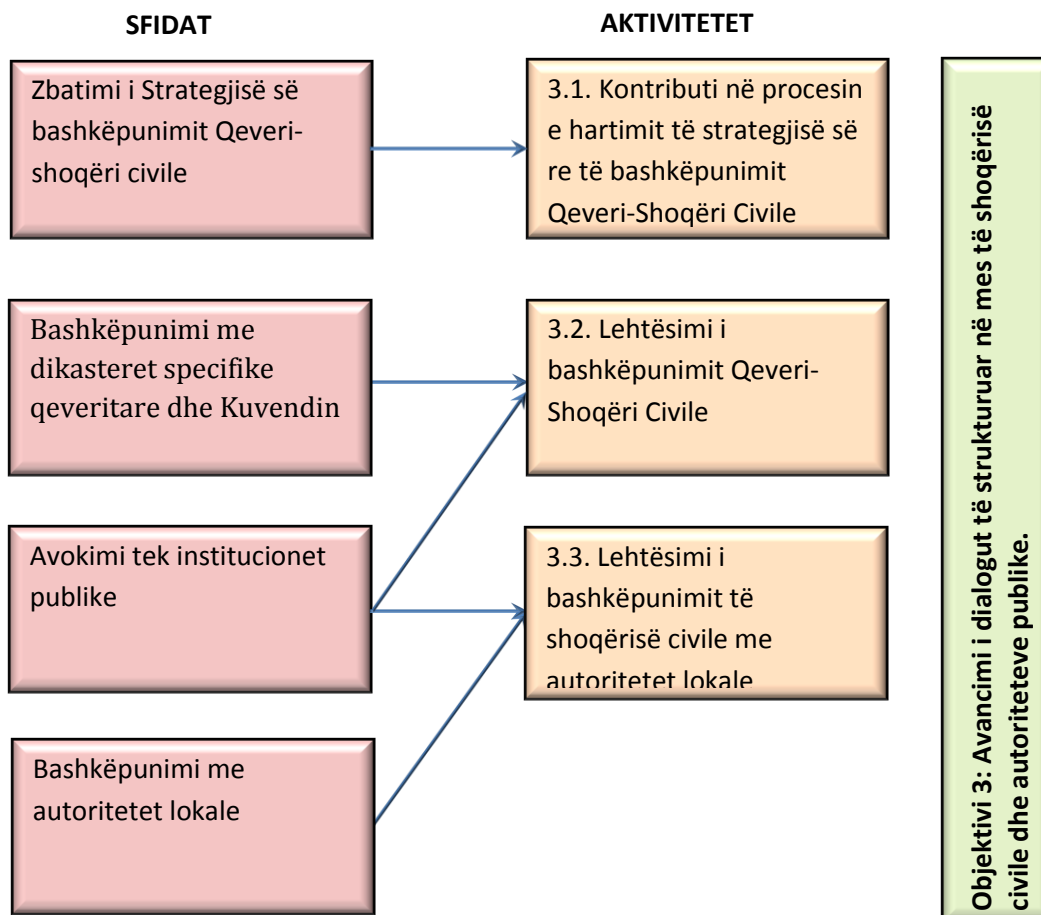 SFIDAT
AKTIVITETET
Zbatimi i Strategjisë së
bashkëpunimit Qeveri-
shoqëri civile
3.1. Kontributi në procesin
e hartimit të strategjisë së
re të bashkëpunimit
Qeveri-Shoqëri Civile
Bashkëpunimi me
dikasteret specifike
qeveritare dhe Kuvendin
3.2. Lehtësimi i
bashkëpunimit Qeveri-
Shoqëri Civile
Avokimi tek institucionet
publike
3.3. Lehtësimi i
bashkëpunimit të
shoqërisë civile me
autoritetet lokale
Bashkëpunimi me
autoritetet lokale
Objektivi 3: Avancimi i dialogut të strukturuar në mes të shoqërisë
civile dhe autoriteteve publike.